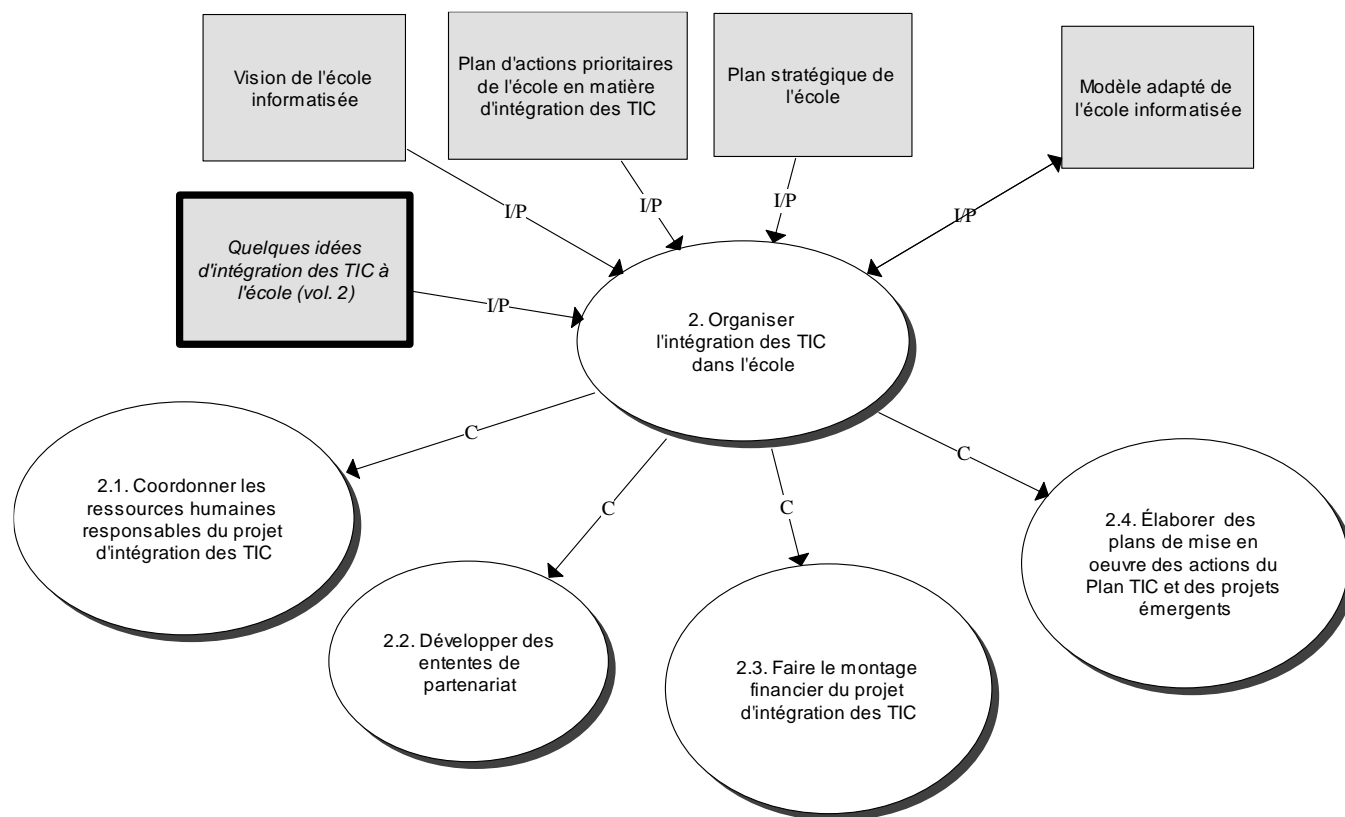 Vision de l'école
informatisée
Plan d'actions prioritaires
de l'école en matière
d'intégration des TIC
Plan stratégique de
l'école
Modèle adapté de
l'école informatisée
I/P
I/P
I/P
I/P
Quelques idées
d'intégration des TIC à
l'école (vol. 2)
I/P
2. Organiser
l'intégration des TIC
dans l'école
C
C
C
C
2.1. Coordonner les
ressources humaines
responsables du projet
d'intégration des TIC
2.2. Développer des
ententes de
partenariat
2.3. Faire le montage
financier du projet
d'intégration des TIC
2.4. Élaborer des
plans de mise en
oeuvre des actions du
Plan TIC et des projets
émergents